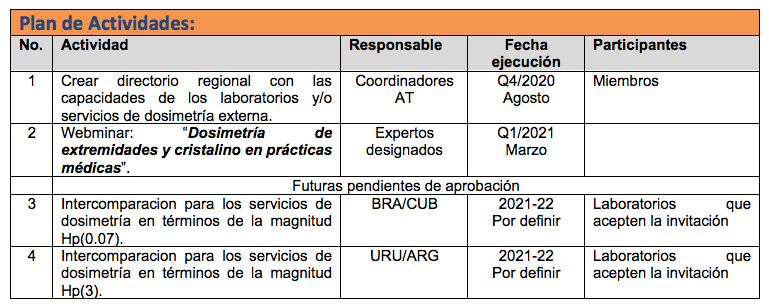 Plan de Actividades:
No. Actividad Responsable Fecha ejecución Participantes
1 Crear directorio regional con las capacidades de los laboratorios y/o servicios de dosimetría externa. Coordinadores AT Q4/2020 Agosto Miembros
2 Webminar: "Dosimetría de extremidades y cristalino en prácticas médicas". Expertos designados Q1/2021 Marzo
Futuras pendientes de aprobación
3 Intercomparacion para los servicios de dosimetría en términos de la magnitud Hp(0.07). BRA/CUB 2021-22 Por definir Laboratorios que acepten la invitación
4 Intercomparacion para los servicios de dosimetría en términos de la magnitud Hp(3). URU/ARG 2021-22 Por definir Laboratorios que acepten la invitación